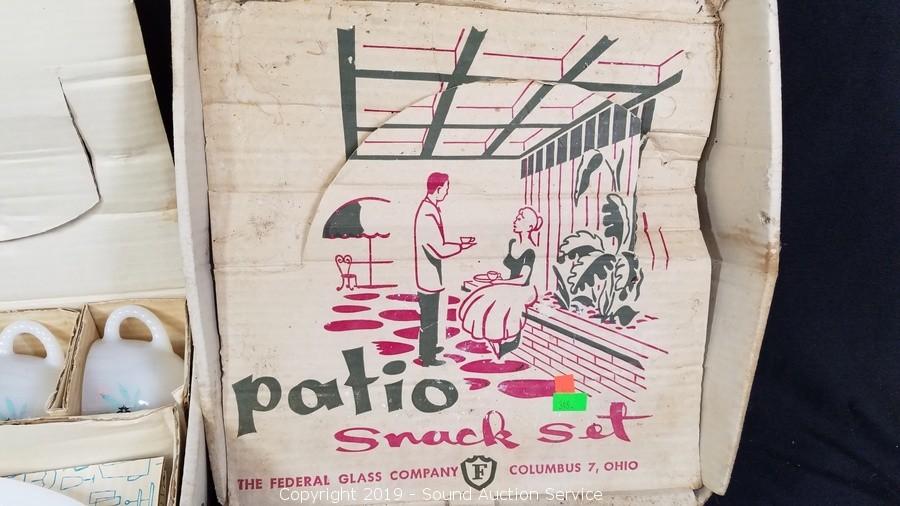 patio
snack set
THE FEDERAL GLASS COMPANY F COLUMBUS 7, OHIO
Copyright 2019 - Sound Auction Service